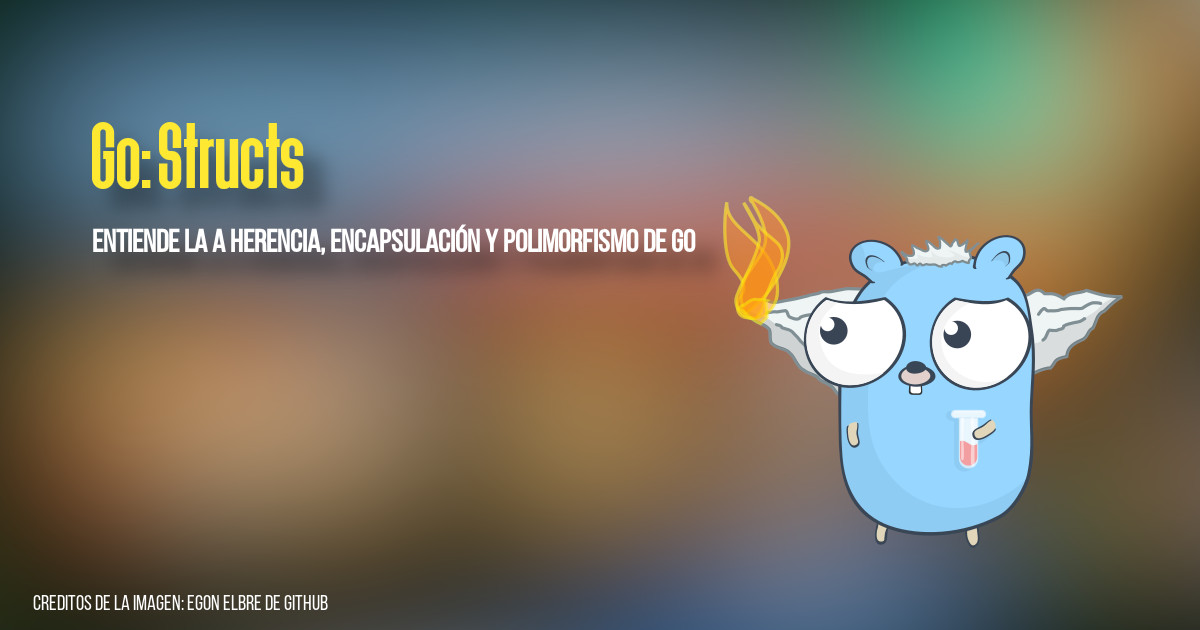 Go: Structs
ENTIENDE LA A HERENCIA, ENCAPSULACIÓN Y POLIMORFISMO DE GO
CREDITOS DE LA IMAGEN: EGON ELBRE DE GITHUB